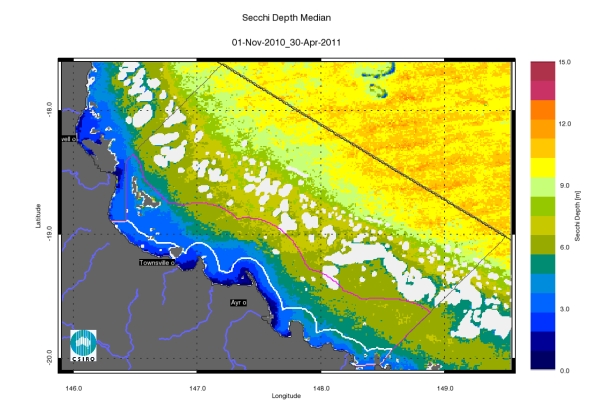 Secchi Depth Median
01-Nov-2010_30-Apr-2011
15.0
12.0
9.0
6.0
3.0
0.0
Secchi Depth [m]
-18.0
-19.0
-20.0
Latitude
well o
Townsville o
Ayr o
CSIRO
146.0
147.0
148.0
149.0
Longitude